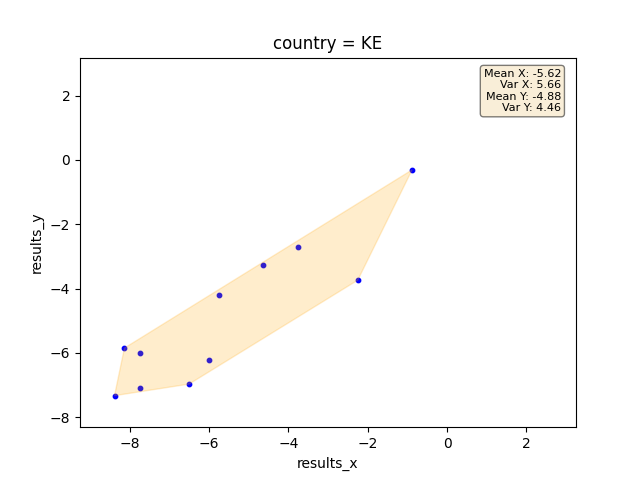 country = KE
Mean X: -5.62
Var X: 5.66
Mean Y: -4.88
Var Y: 4.46
2
0
−2
−4
−6
−8
results_y
−8 −6 −4 −2 0 2
results_x